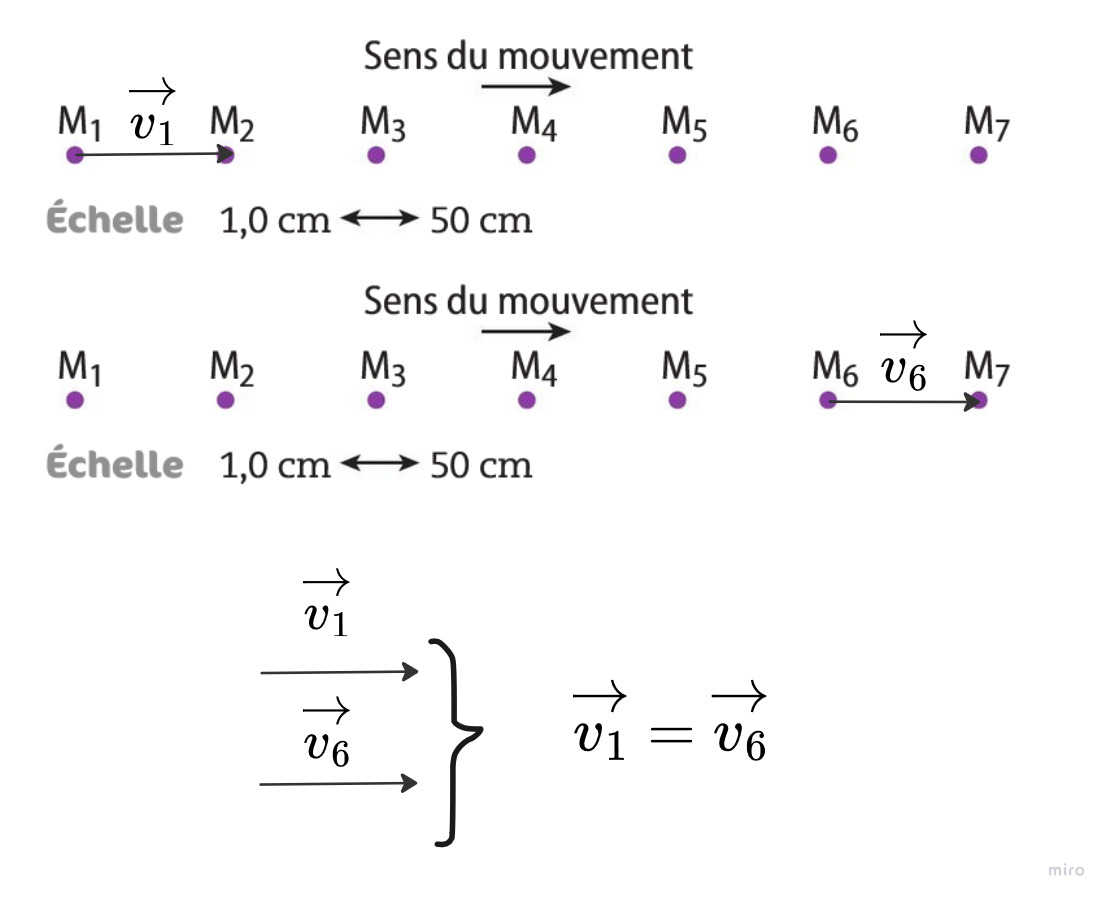 Sens du mouvement
M₁ v₁ M₂ M₃ M₄ M₅ M₆ M₇
Échelle 1,0 cm ↔ 50 cm
Sens du mouvement
M₁ M₂ M₃ M₄ M₅ M₆ v₆ M₇
Échelle 1,0 cm ↔ 50 cm
v₁
v₆
v₁ = v₆
miro